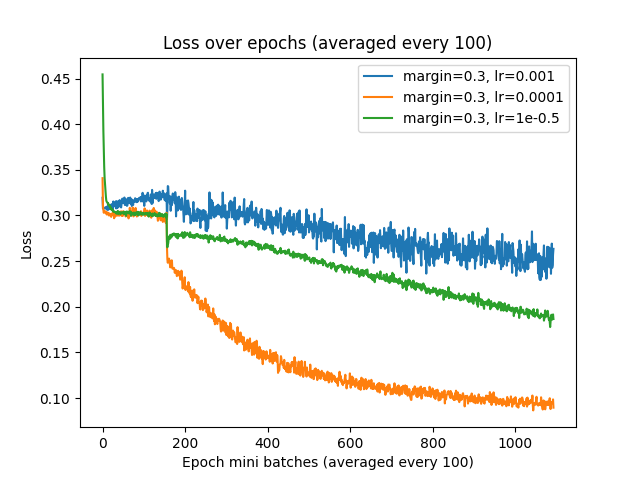 Loss over epochs (averaged every 100)
margin=0.3, lr=0.001
margin=0.3, lr=0.0001
margin=0.3, lr=1e-0.5
0.45
0.40
0.35
0.30
0.25
0.20
0.15
0.10
Loss
0 200 400 600 800 1000
Epoch mini batches (averaged every 100)